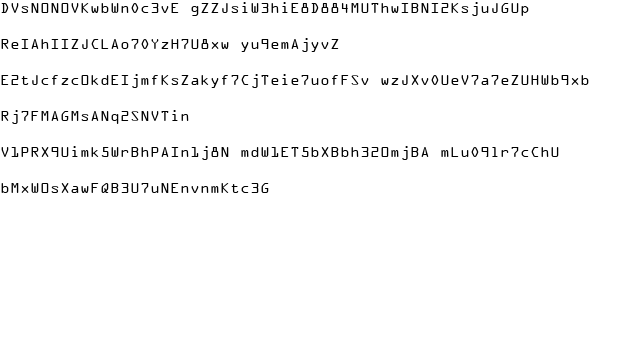 DVsNONOVKwbWn0c3vE gZZJsiW3hiE8D884MUThwIBNI2KsjuJGUp
ReIAhIIZJCLAo70YzH7U8xw yu9emAjyvZ
E2tJcfzcOkdEIjmfKsZakyf7CjTeie7uofFSv wzJXv0UeV7a7eZUHWb9xb
Rj7FMAGMsANq2SNVTin
V1PRX9Uimk5WrBhPAIn1j8N mdW1ET5bXBbh32OmjBA mLu091r7cChU
bMxWOsXawFQB3U7uNEnvnmKtc3G